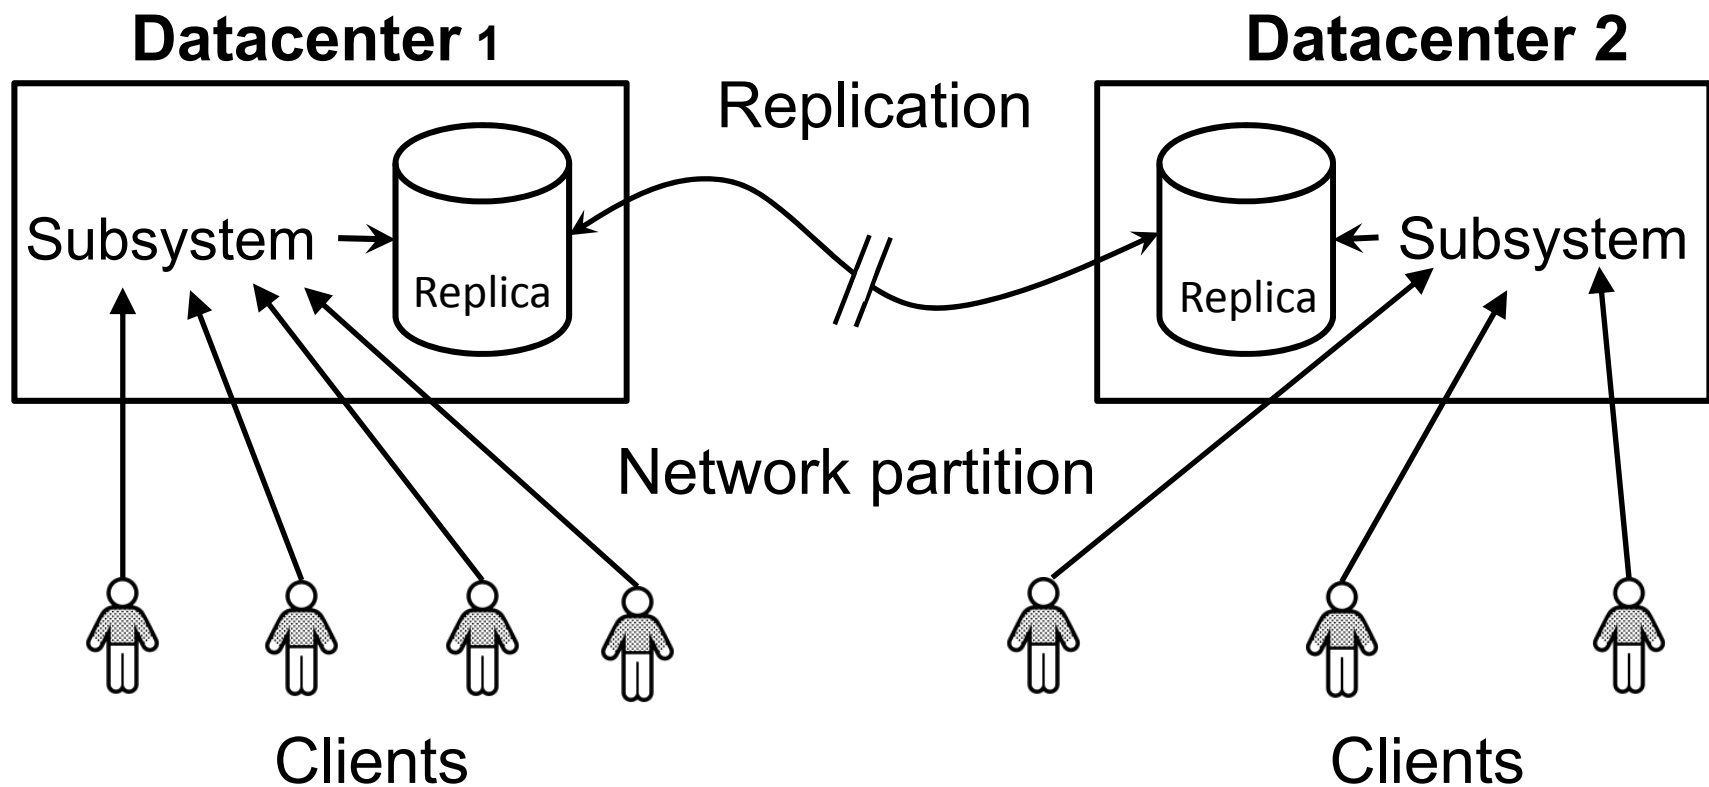 Datacenter 1
Datacenter 2
Replication
Subsystem
Replica
Replica
Subsystem
Network partition
Clients
Clients